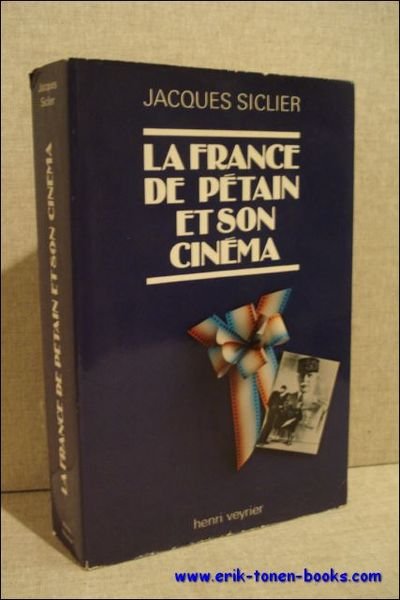 JACQUES SICLIER
LA FRANCE
DE PÉTAIN
ET SON
CINÉMA
henri veyrier
Jacques
Siclier
LA FRANCE DE PÉTAIN ET SON CINÉMA
www.erik-tonen-books.com